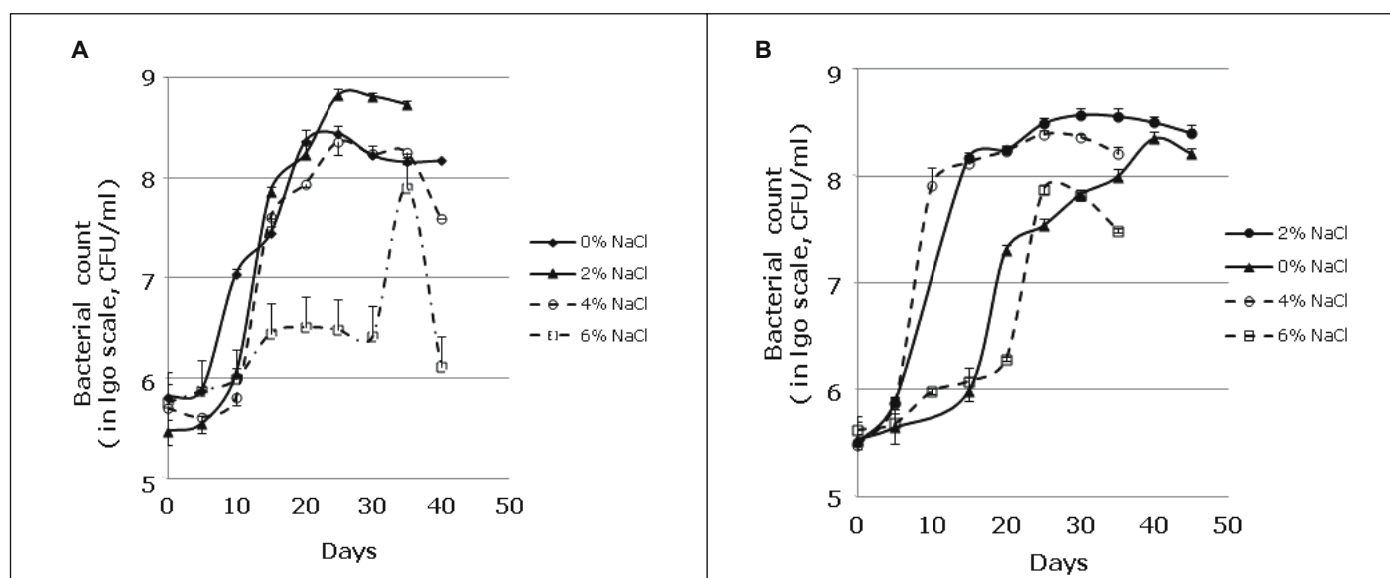 A
9
8
7
6
5
0 10 20 30 40 50
Bacterial count
( in lgo scale, CFU/ml)
Days
0% NaCl
2% NaCl
4% NaCl
6% NaCl
B
9
8
7
6
5
0 10 20 30 40 50
Bacterial count
( in lgo scale, CFU/ml)
Days
2% NaCl
0% NaCl
4% NaCl
6% NaCl